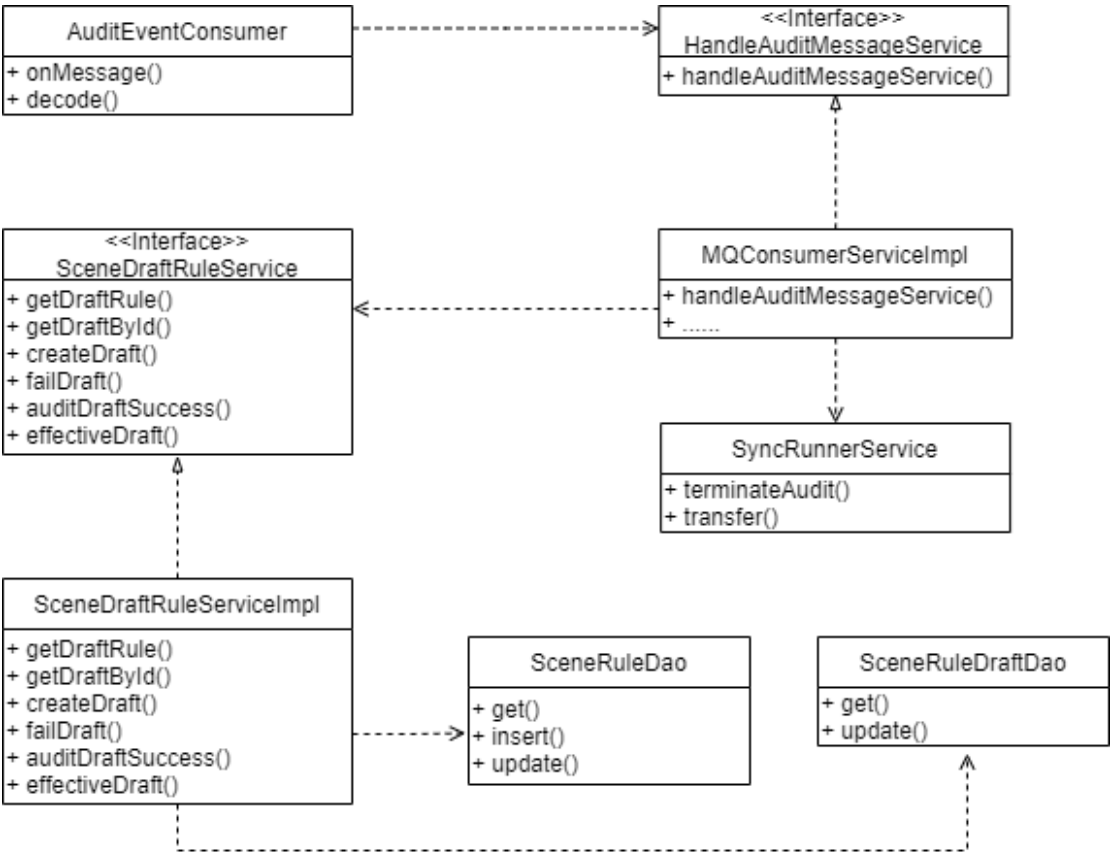 AuditEventConsumer
+ onMessage()
+ decode()
<<Interface>>
HandleAuditMessageService
+ handleAuditMessageService()
<<Interface>>
SceneDraftRuleService
+ getDraftRule()
+ getDraftById()
+ createDraft()
+ failDraft()
+ auditDraftSuccess()
+ effectiveDraft()
MQConsumerServiceImpl
+ handleAuditMessageService()
+ ......
SyncRunnerService
+ terminateAudit()
+ transfer()
SceneDraftRuleServiceImpl
+ getDraftRule()
+ getDraftById()
+ createDraft()
+ failDraft()
+ auditDraftSuccess()
+ effectiveDraft()
SceneRuleDao
+ get()
+ insert()
+ update()
SceneRuleDraftDao
+ get()
+ update()